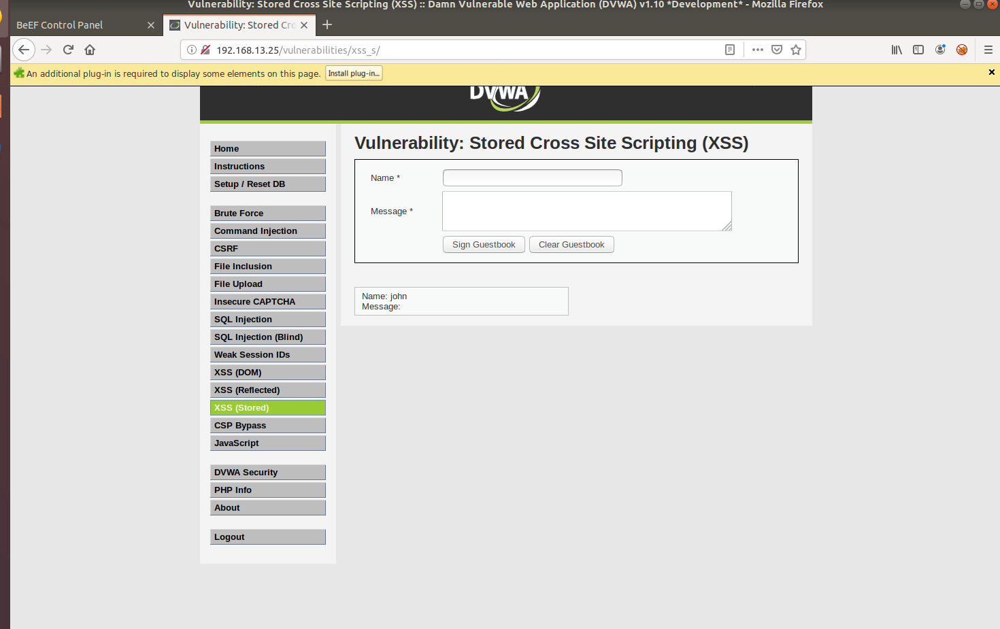 Vulnerability: Stored Cross Site Scripting (XSS) :: Damn Vulnerable Web Application (DVWA) v1.10 *Development* - Mozilla Firefox
BeEF Control Panel
Vulnerability: Stored Cro
192.168.13.25/vulnerabilities/xss_s/
An additional plug-in is required to display some elements on this page. Install plug-in...
DVWA
Home
Instructions
Setup / Reset DB
Brute Force
Command Injection
CSRF
File Inclusion
File Upload
Insecure CAPTCHA
SQL Injection
SQL Injection (Blind)
Weak Session IDs
XSS (DOM)
XSS (Reflected)
XSS (Stored)
CSP Bypass
JavaScript
DVWA Security
PHP Info
About
Logout
Vulnerability: Stored Cross Site Scripting (XSS)
Name *
Message *
Sign Guestbook Clear Guestbook
Name: john
Message: